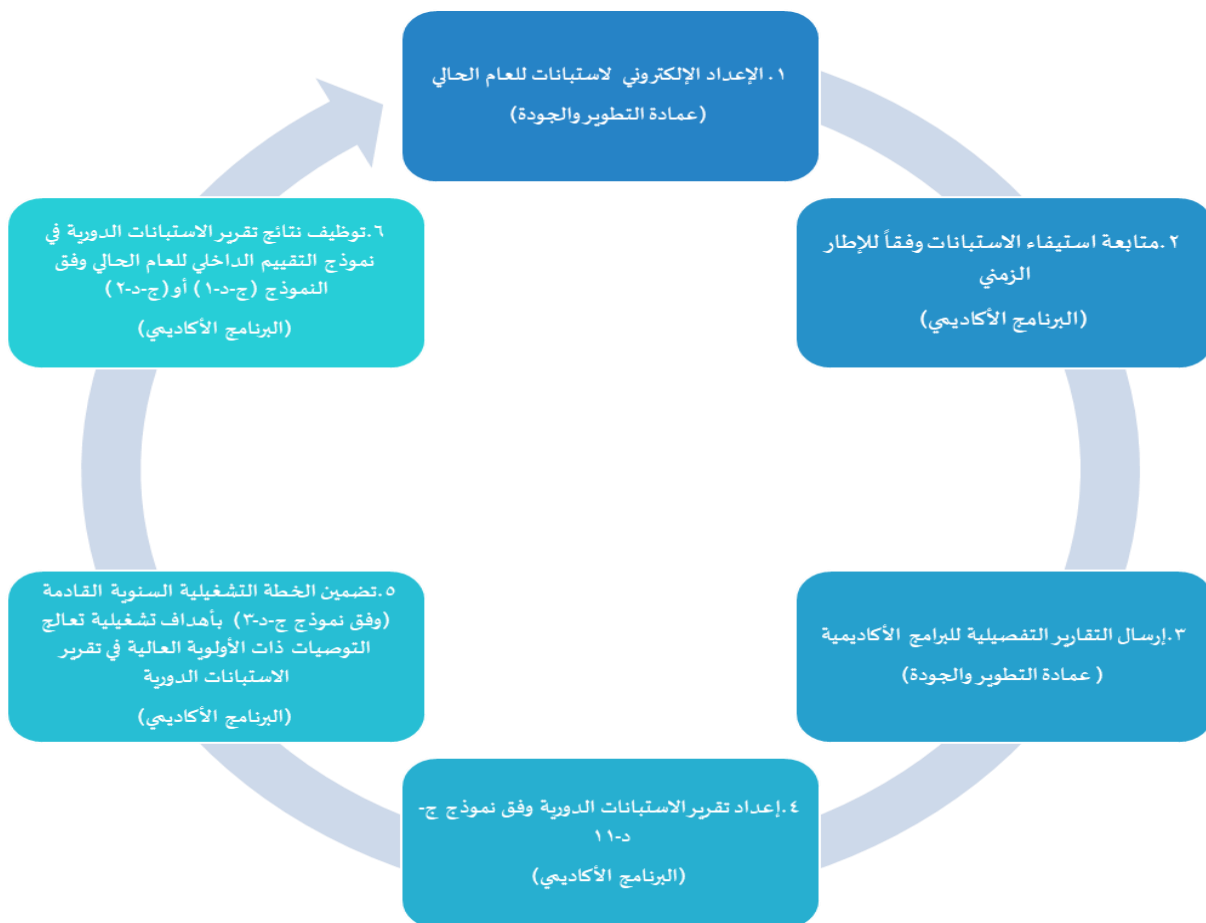 ١. الإعداد الإلكتروني لاستبانات للعام الحالي
(عمادة التطوير والجودة)
٢.متابعة استيفاء الاستبانات وفقاً للإطار
الزمني
(البرنامج الأكاديمي)
٣.إرسال التقارير التفصيلية للبرامج الأكاديمية
( عمادة التطوير والجودة)
٤.إعداد تقرير الاستبانات الدورية وفق نموذج ج-
د-١١
(البرنامج الأكاديمي)
٥.تضمين الخطة التشغيلية السنوية القادمة
(وفق نموذج ج-د-٣) بأهداف تشغيلية تعالج
التوصيات ذات الأولوية العالية في تقرير
الاستبانات الدورية
(البرنامج الأكاديمي)
٦.توظيف نتائج تقرير الاستبانات الدورية في
نموذج التقييم الداخلي للعام الحالي وفق
النموذج (ج-د-١) أو (ج-د-٢)
(البرنامج الأكاديمي)